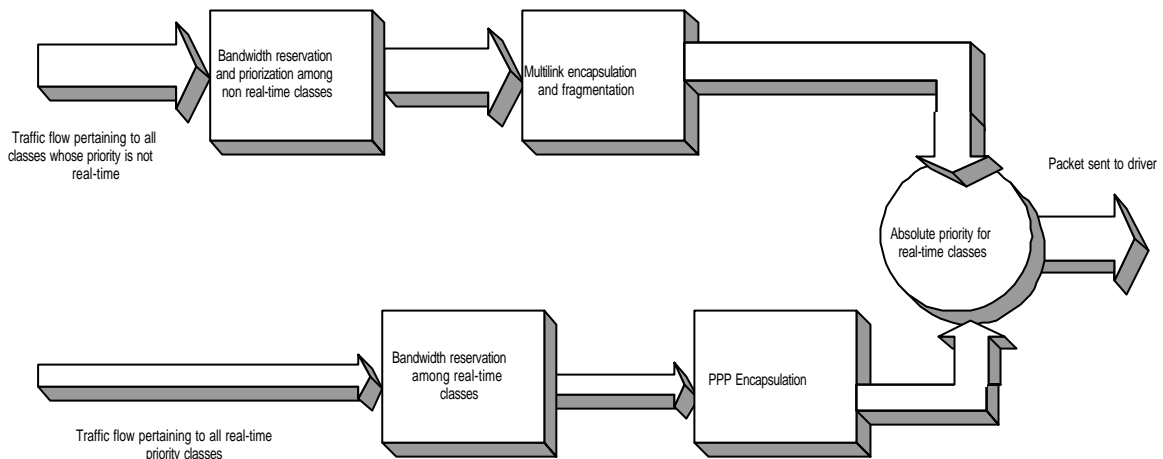 Bandwidth reservation
and priorization among
non real-time classes
Multilink encapsulation
and fragmentation
Traffic flow pertaining to all
classes whose priority is not
real-time
Packet sent to driver
Absolute priority for
real-time classes
Bandwidth reservation
among real-time
classes
PPP Encapsulation
Traffic flow pertaining to all real-time
priority classes